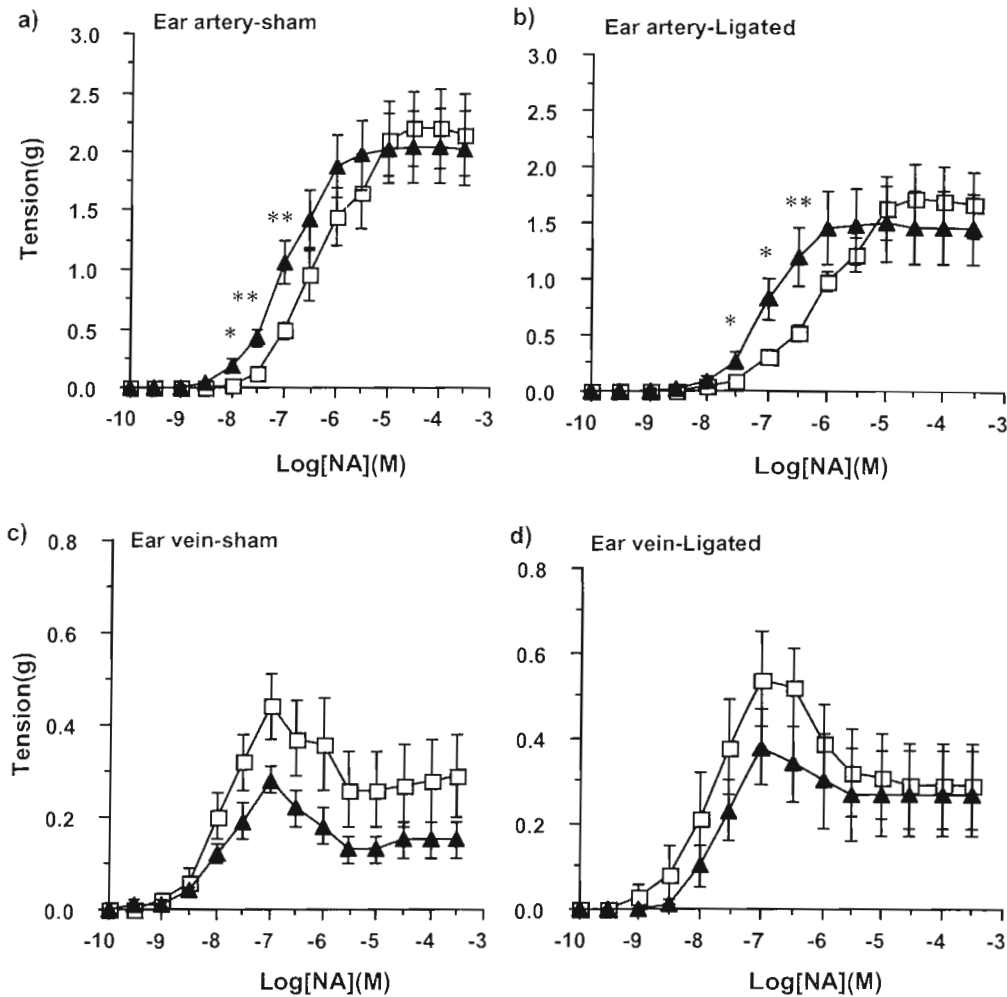 a) Ear artery-sham
3.0
2.5
2.0
1.5
1.0
0.5
0.0
Tension(g)
**
**
*
-10 -9 -8 -7 -6 -5 -4 -3
Log[NA](M)
b) Ear artery-Ligated
3.0
2.5
2.0
1.5
1.0
0.5
0.0
**
*
*
-10 -9 -8 -7 -6 -5 -4 -3
Log[NA](M)
c) Ear vein-sham
0.8
0.6
0.4
0.2
0.0
Tension(g)
-10 -9 -8 -7 -6 -5 -4 -3
Log[NA](M)
d) Ear vein-Ligated
0.8
0.6
0.4
0.2
0.0
-10 -9 -8 -7 -6 -5 -4 -3
Log[NA](M)